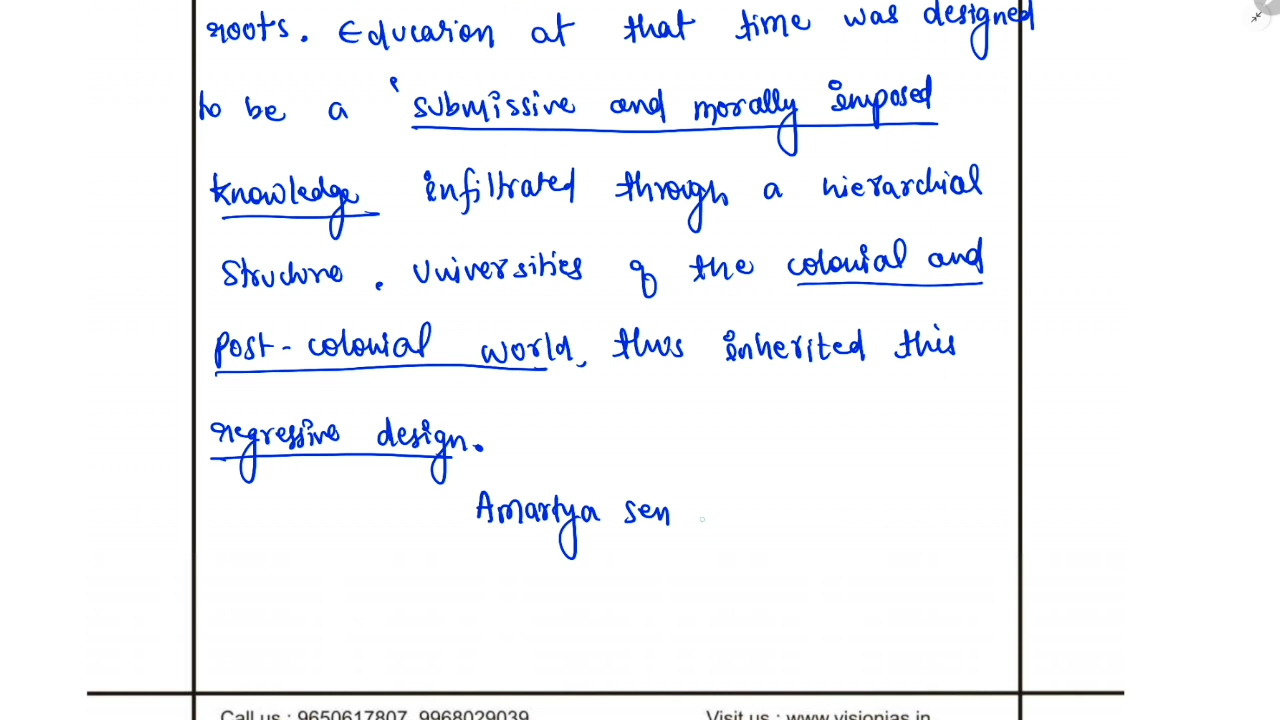 roots. Education at that time was designed
to be a 'submissive and morally imposed
knowledge infiltrated through a hierarchial
structure. Universities of the colonial and
post-colonial world, thus inherited this
regressive design.
Amartya sen
Call us : 9650617807, 9968029039 Visit us : www.visionias.in